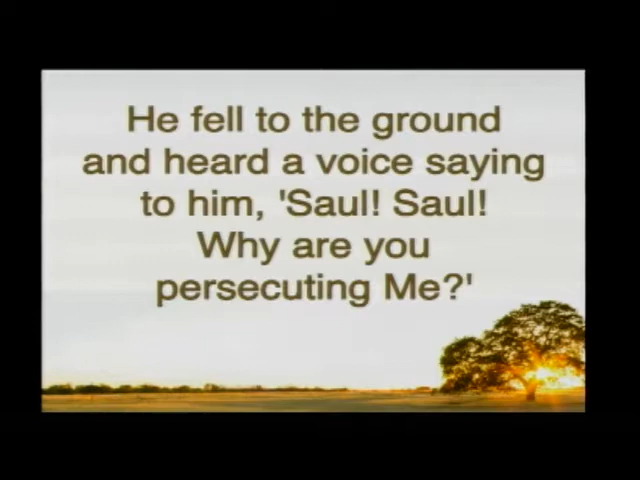 He fell to the ground
and heard a voice saying
to him, 'Saul! Saul!
Why are you
persecuting Me?'